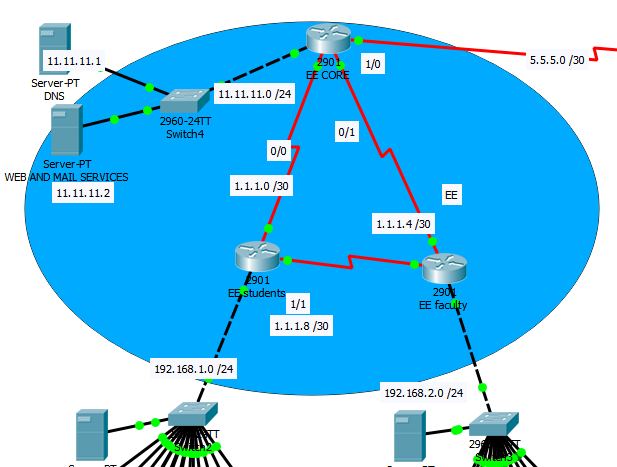 2901
EE CORE
1/0
5.5.5.0 /30
11.11.11.1
Server-PT
DNS
11.11.11.0 /24
2960-24TT
Switch4
Server-PT
WEB AND MAIL SERVICES
11.11.11.2
0/0
0/1
1.1.1.0 /30
EE
1.1.1.4 /30
2901
EE students
2901
EE faculty
1/1
1.1.1.8 /30
192.168.1.0 /24
192.168.2.0 /24
Switch2
Switch3